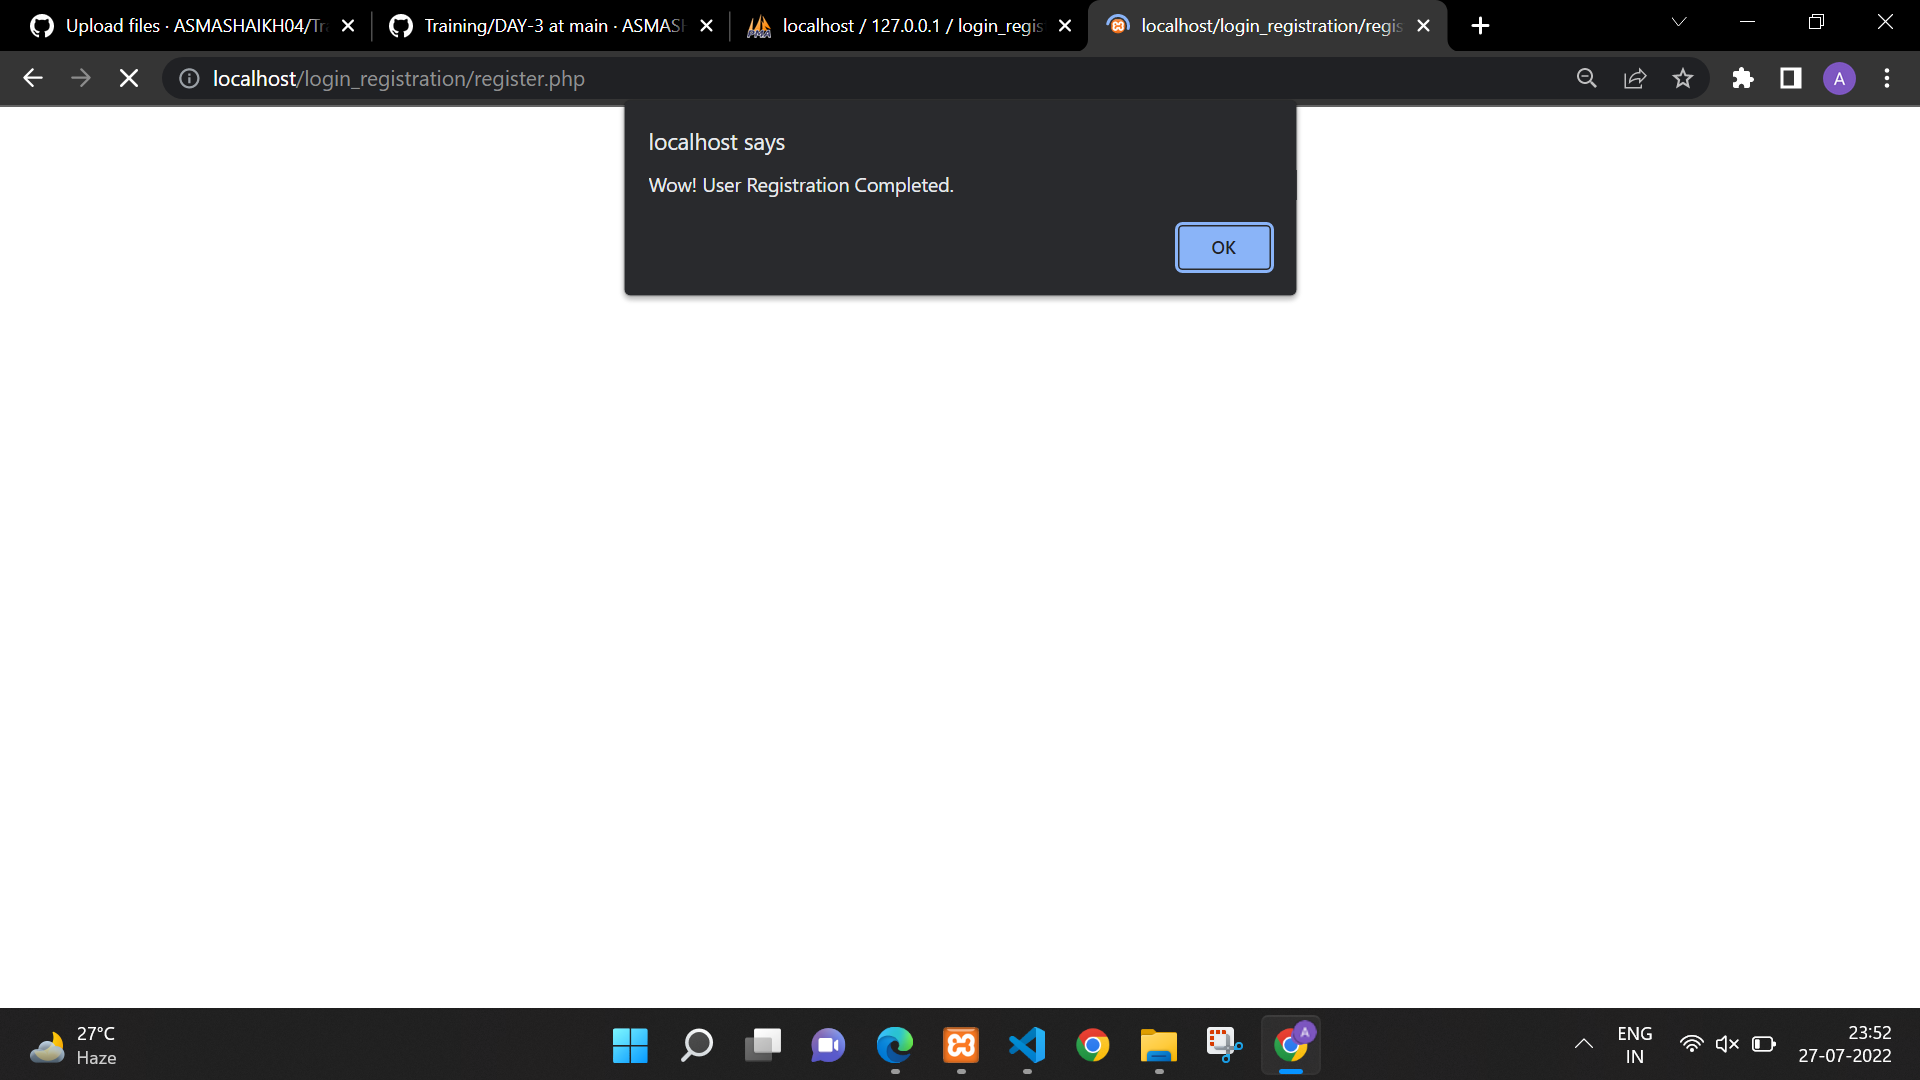 Upload files · ASMASHAIKH04/Tr
Training/DAY-3 at main · ASMASH
localhost / 127.0.0.1 / login_regis
localhost/login_registration/regis
localhost/login_registration/register.php
A
localhost says
Wow! User Registration Completed.
OK
27°C
Haze
A
ENG
IN
23:52
27-07-2022